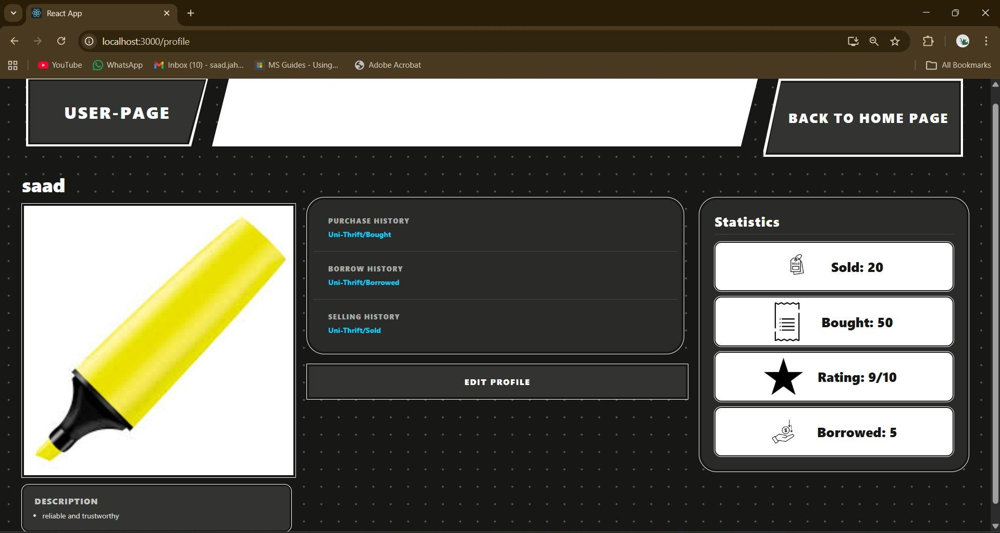 React App
localhost:3000/profile
YouTube
WhatsApp
Inbox (10) - saad.jah...
MS Guides - Using...
Adobe Acrobat
All Bookmarks
USER-PAGE
BACK TO HOME PAGE
saad
PURCHASE HISTORY
Uni-Thrift/Bought
BORROW HISTORY
Uni-Thrift/Borrowed
SELLING HISTORY
Uni-Thrift/Sold
EDIT PROFILE
Statistics
SOLD
Sold: 20
Bought: 50
Rating: 9/10
$
Borrowed: 5
DESCRIPTION
• reliable and trustworthy